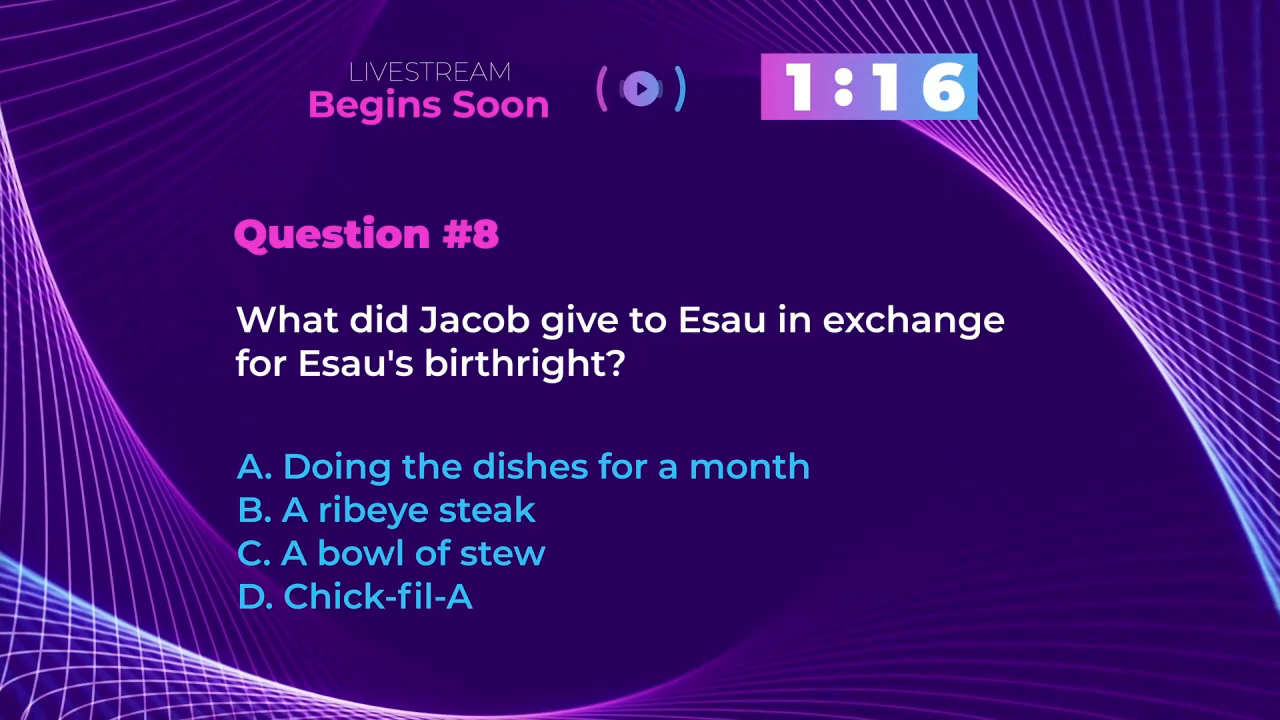 LIVESTREAM
Begins Soon
1:16
Question #8
What did Jacob give to Esau in exchange
for Esau's birthright?
A. Doing the dishes for a month
B. A ribeye steak
C. A bowl of stew
D. Chick-fil-A